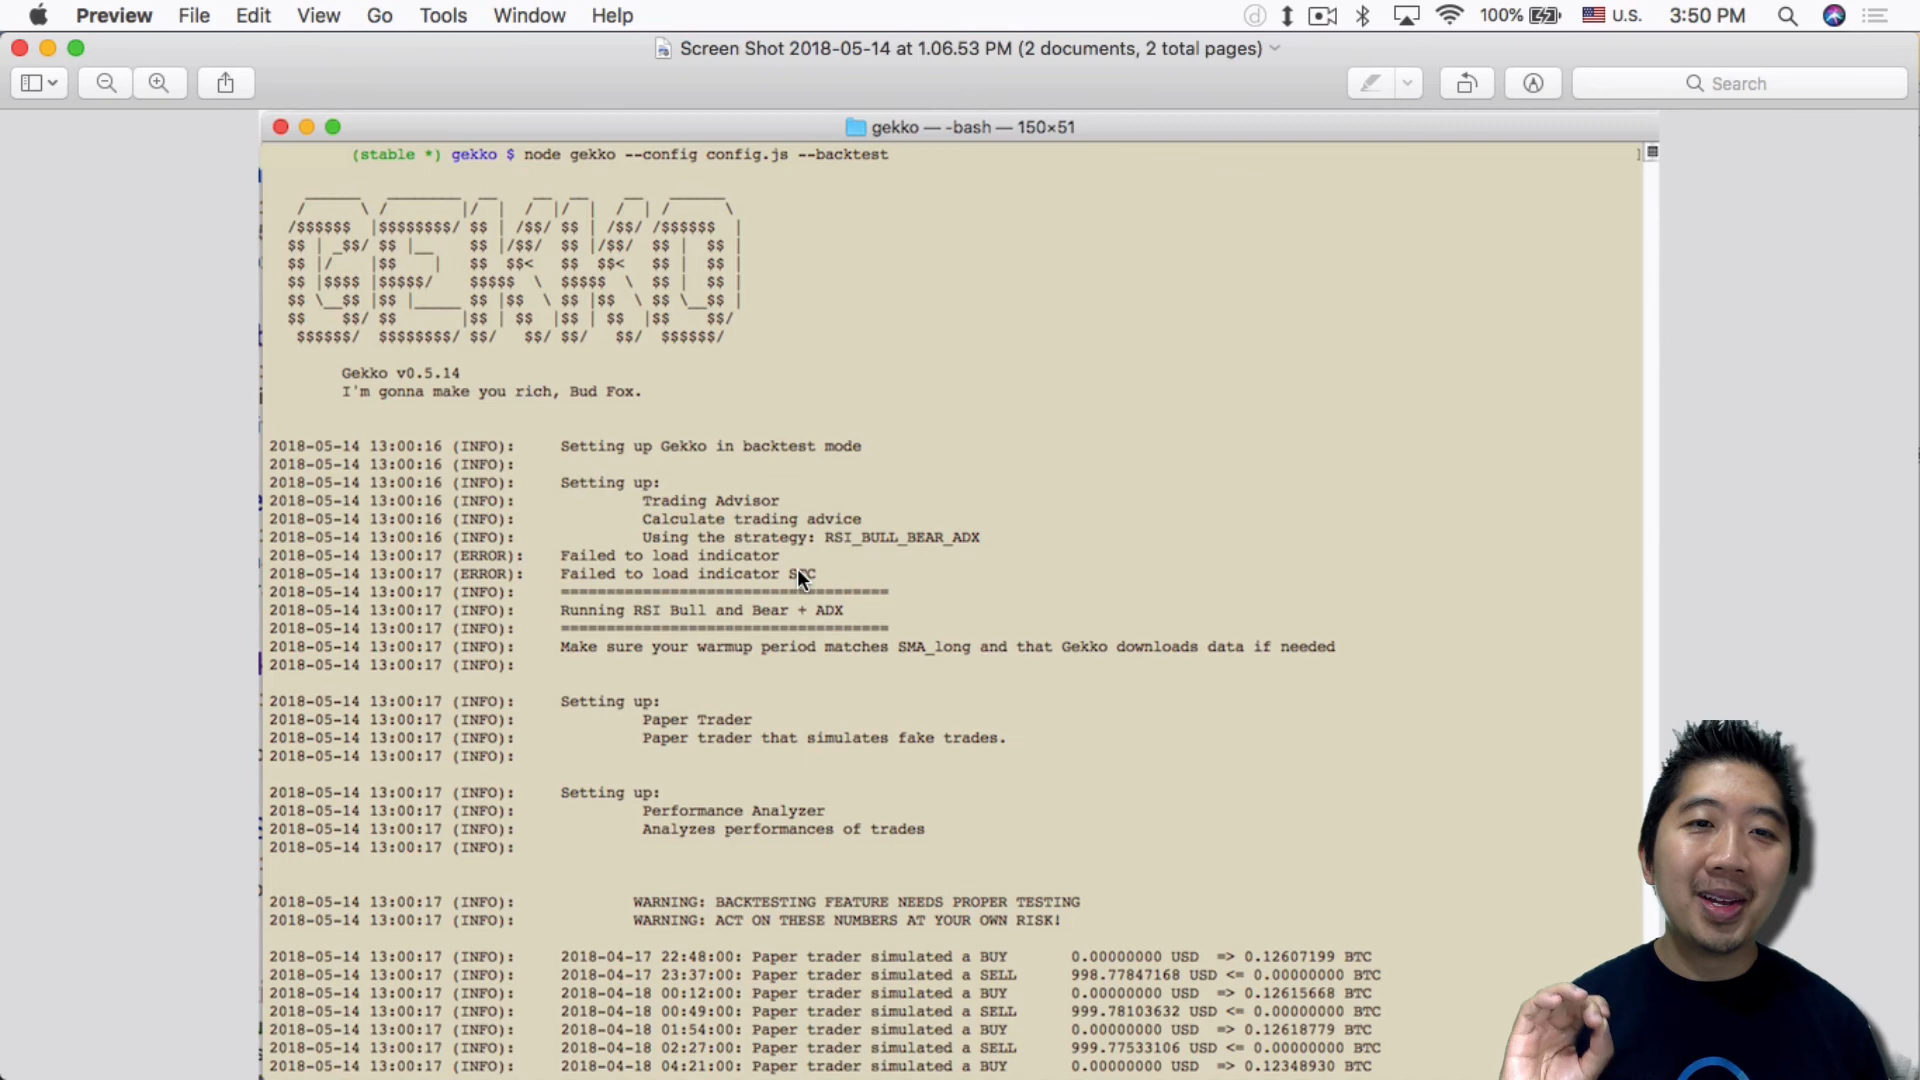 Preview File Edit View Go Tools Window Help 100% U.S. 3:50 PM
Screen Shot 2018-05-14 at 1.06.53 PM (2 documents, 2 total pages)
Search
gekko — -bash — 150×51
(stable *) gekko $ node gekko --config config.js --backtest
GEKKO
Gekko v0.5.14
I'm gonna make you rich, Bud Fox.
2018-05-14 13:00:16 (INFO): Setting up Gekko in backtest mode
2018-05-14 13:00:16 (INFO):
2018-05-14 13:00:16 (INFO): Setting up:
2018-05-14 13:00:16 (INFO): Trading Advisor
2018-05-14 13:00:16 (INFO): Calculate trading advice
2018-05-14 13:00:16 (INFO): Using the strategy: RSI_BULL_BEAR_ADX
2018-05-14 13:00:17 (ERROR): Failed to load indicator
2018-05-14 13:00:17 (ERROR): Failed to load indicator
2018-05-14 13:00:17 (INFO): ====================================
2018-05-14 13:00:17 (INFO): Running RSI Bull and Bear + ADX
2018-05-14 13:00:17 (INFO): ====================================
2018-05-14 13:00:17 (INFO): Make sure your warmup period matches SMA_long and that Gekko downloads data if needed
2018-05-14 13:00:17 (INFO):
2018-05-14 13:00:17 (INFO): Setting up:
2018-05-14 13:00:17 (INFO): Paper Trader
2018-05-14 13:00:17 (INFO): Paper trader that simulates fake trades.
2018-05-14 13:00:17 (INFO):
2018-05-14 13:00:17 (INFO): Setting up:
2018-05-14 13:00:17 (INFO): Performance Analyzer
2018-05-14 13:00:17 (INFO): Analyzes performances of trades
2018-05-14 13:00:17 (INFO):
2018-05-14 13:00:17 (INFO): WARNING: BACKTESTING FEATURE NEEDS PROPER TESTING
2018-05-14 13:00:17 (INFO): WARNING: ACT ON THESE NUMBERS AT YOUR OWN RISK!
2018-05-14 13:00:17 (INFO): 2018-04-17 22:48:00: Paper trader simulated a BUY 0.00000000 USD => 0.12607199 BTC
2018-05-14 13:00:17 (INFO): 2018-04-17 23:37:00: Paper trader simulated a SELL 998.77847168 USD <= 0.00000000 BTC
2018-05-14 13:00:17 (INFO): 2018-04-18 00:12:00: Paper trader simulated a BUY 0.00000000 USD => 0.12615668 BTC
2018-05-14 13:00:17 (INFO): 2018-04-18 00:49:00: Paper trader simulated a SELL 999.78103632 USD <= 0.00000000 BTC
2018-05-14 13:00:17 (INFO): 2018-04-18 01:54:00: Paper trader simulated a BUY 0.00000000 USD => 0.12618779 BTC
2018-05-14 13:00:17 (INFO): 2018-04-18 02:27:00: Paper trader simulated a SELL 999.77533106 USD <= 0.00000000 BTC
2018-05-14 13:00:17 (INFO): 2018-04-18 04:21:00: Paper trader simulated a BUY 0.00000000 USD => 0.12348930 BTC